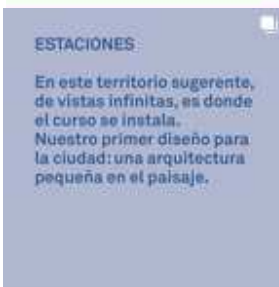 ESTACIONES
En este territorio sugerente,
de vistas infinitas, es donde
el curso se instala.
Nuestro primer diseño para
la ciudad: una arquitectura
pequeña en el paisaje.